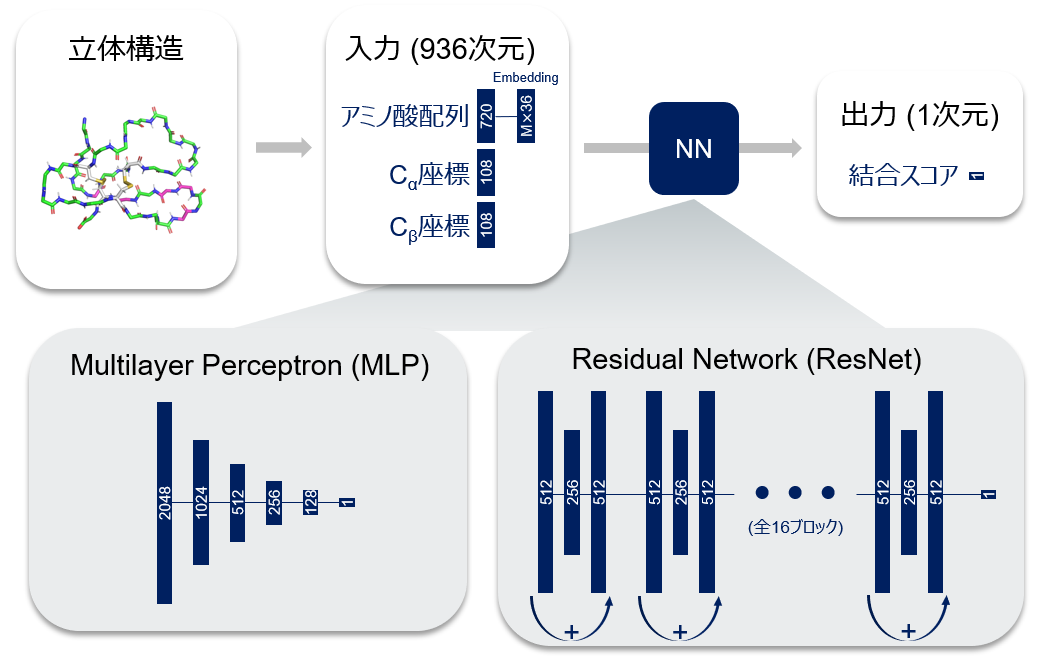 立体構造
入力 (936次元)
Embedding
アミノ酸配列 720 M×36
Cα座標 108
Cβ座標 108
NN
出力 (1次元)
結合スコア 1
Multilayer Perceptron (MLP)
2048 1024 512 256 128 1
Residual Network (ResNet)
512 256 512 512 256 512 512 256 512 1
(全16ブロック)
+ + +